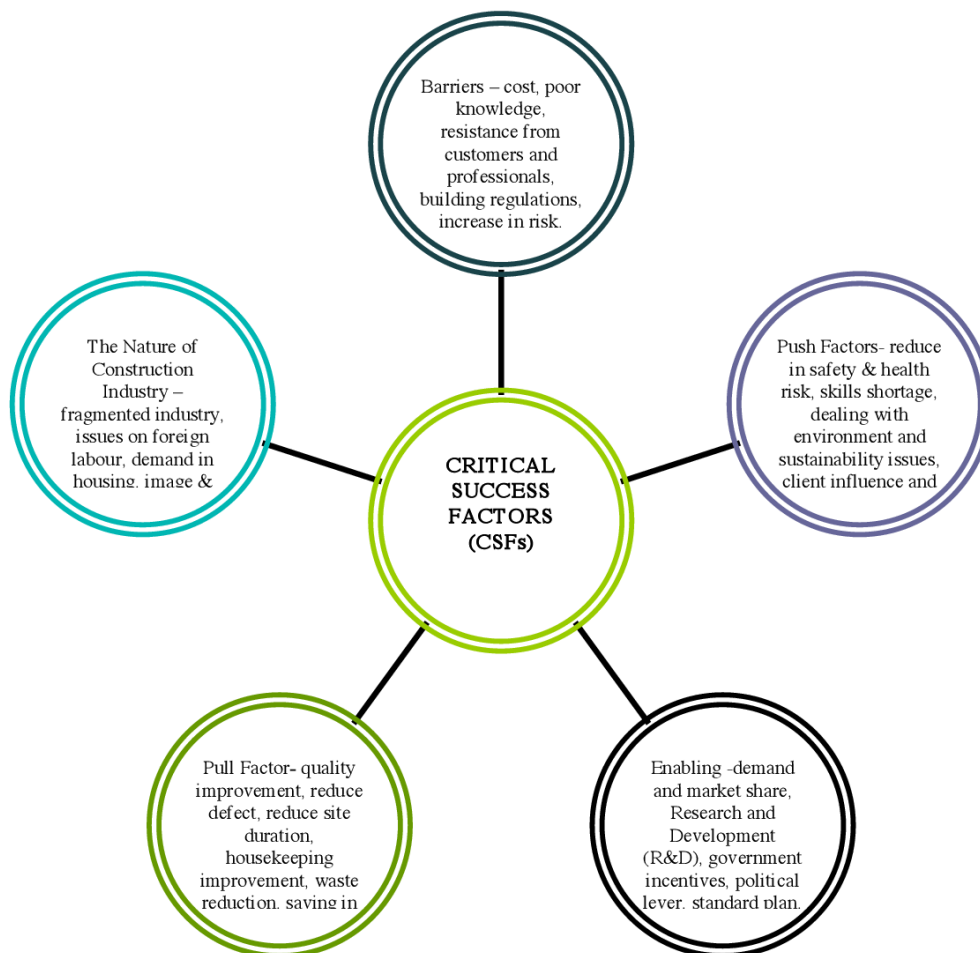 Barriers – cost, poor
knowledge,
resistance from
customers and
professionals,
building regulations,
increase in risk.
The Nature of
Construction
Industry –
fragmented industry,
issues on foreign
labour, demand in
housing, image &
Push Factors- reduce
in safety & health
risk, skills shortage,
dealing with
environment and
sustainability issues,
client influence and
CRITICAL
SUCCESS
FACTORS
(CSFs)
Pull Factor- quality
improvement, reduce
defect, reduce site
duration,
housekeeping
improvement, waste
reduction, saving in
Enabling -demand
and market share,
Research and
Development
(R&D), government
incentives, political
lever, standard plan,